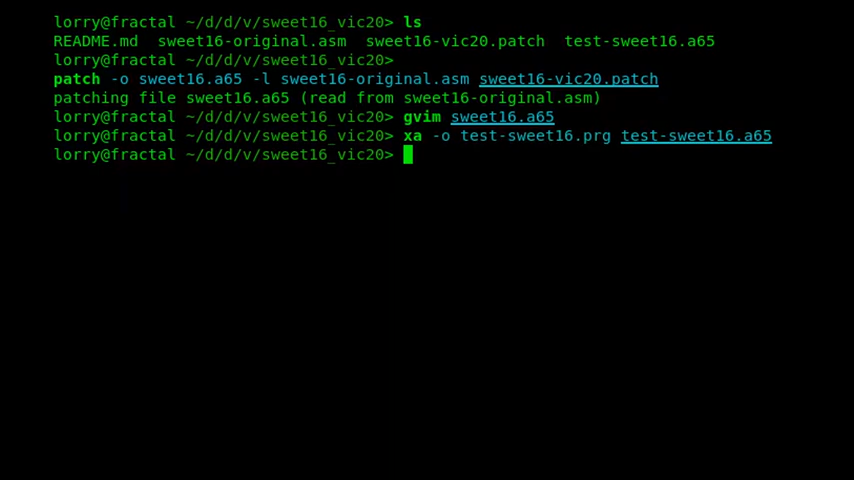 lorry@fractal ~/d/d/v/sweet16_vic20> ls
README.md  sweet16-original.asm  sweet16-vic20.patch  test-sweet16.a65
lorry@fractal ~/d/d/v/sweet16_vic20>
patch -o sweet16.a65 -l sweet16-original.asm sweet16-vic20.patch
patching file sweet16.a65 (read from sweet16-original.asm)
lorry@fractal ~/d/d/v/sweet16_vic20> gvim sweet16.a65
lorry@fractal ~/d/d/v/sweet16_vic20> xa -o test-sweet16.prg test-sweet16.a65
lorry@fractal ~/d/d/v/sweet16_vic20>